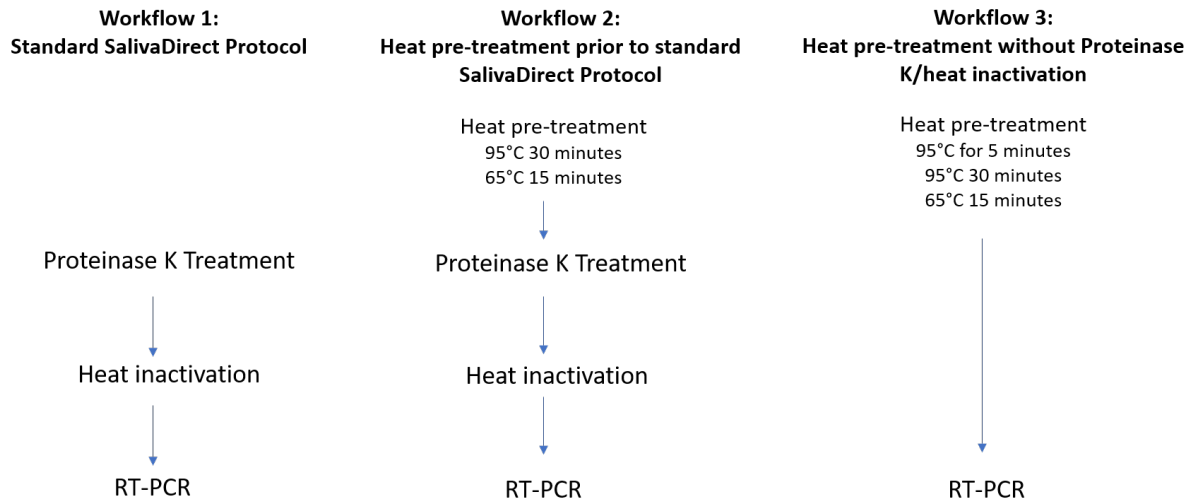 Workflow 1:
Standard SalivaDirect Protocol
Proteinase K Treatment
Heat inactivation
RT-PCR
Workflow 2:
Heat pre-treatment prior to standard
SalivaDirect Protocol
Heat pre-treatment
95°C 30 minutes
65°C 15 minutes
Proteinase K Treatment
Heat inactivation
RT-PCR
Workflow 3:
Heat pre-treatment without Proteinase
K/heat inactivation
Heat pre-treatment
95°C for 5 minutes
95°C 30 minutes
65°C 15 minutes
RT-PCR